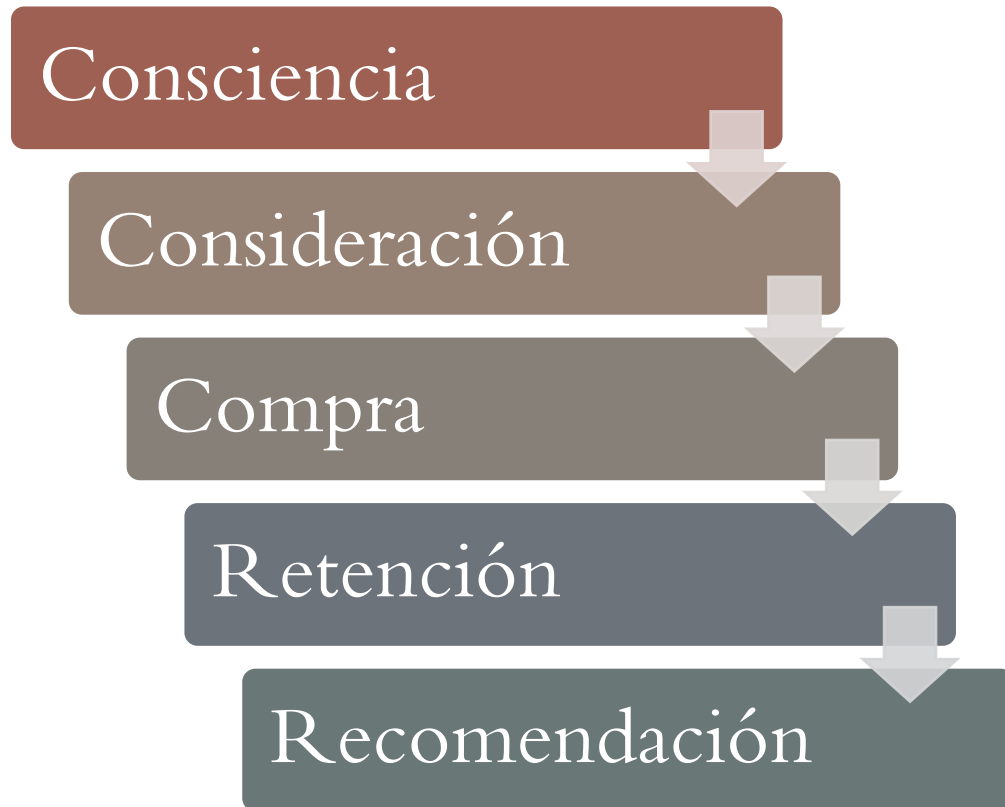 Consciencia
Consideración
Compra
Retención
Recomendación